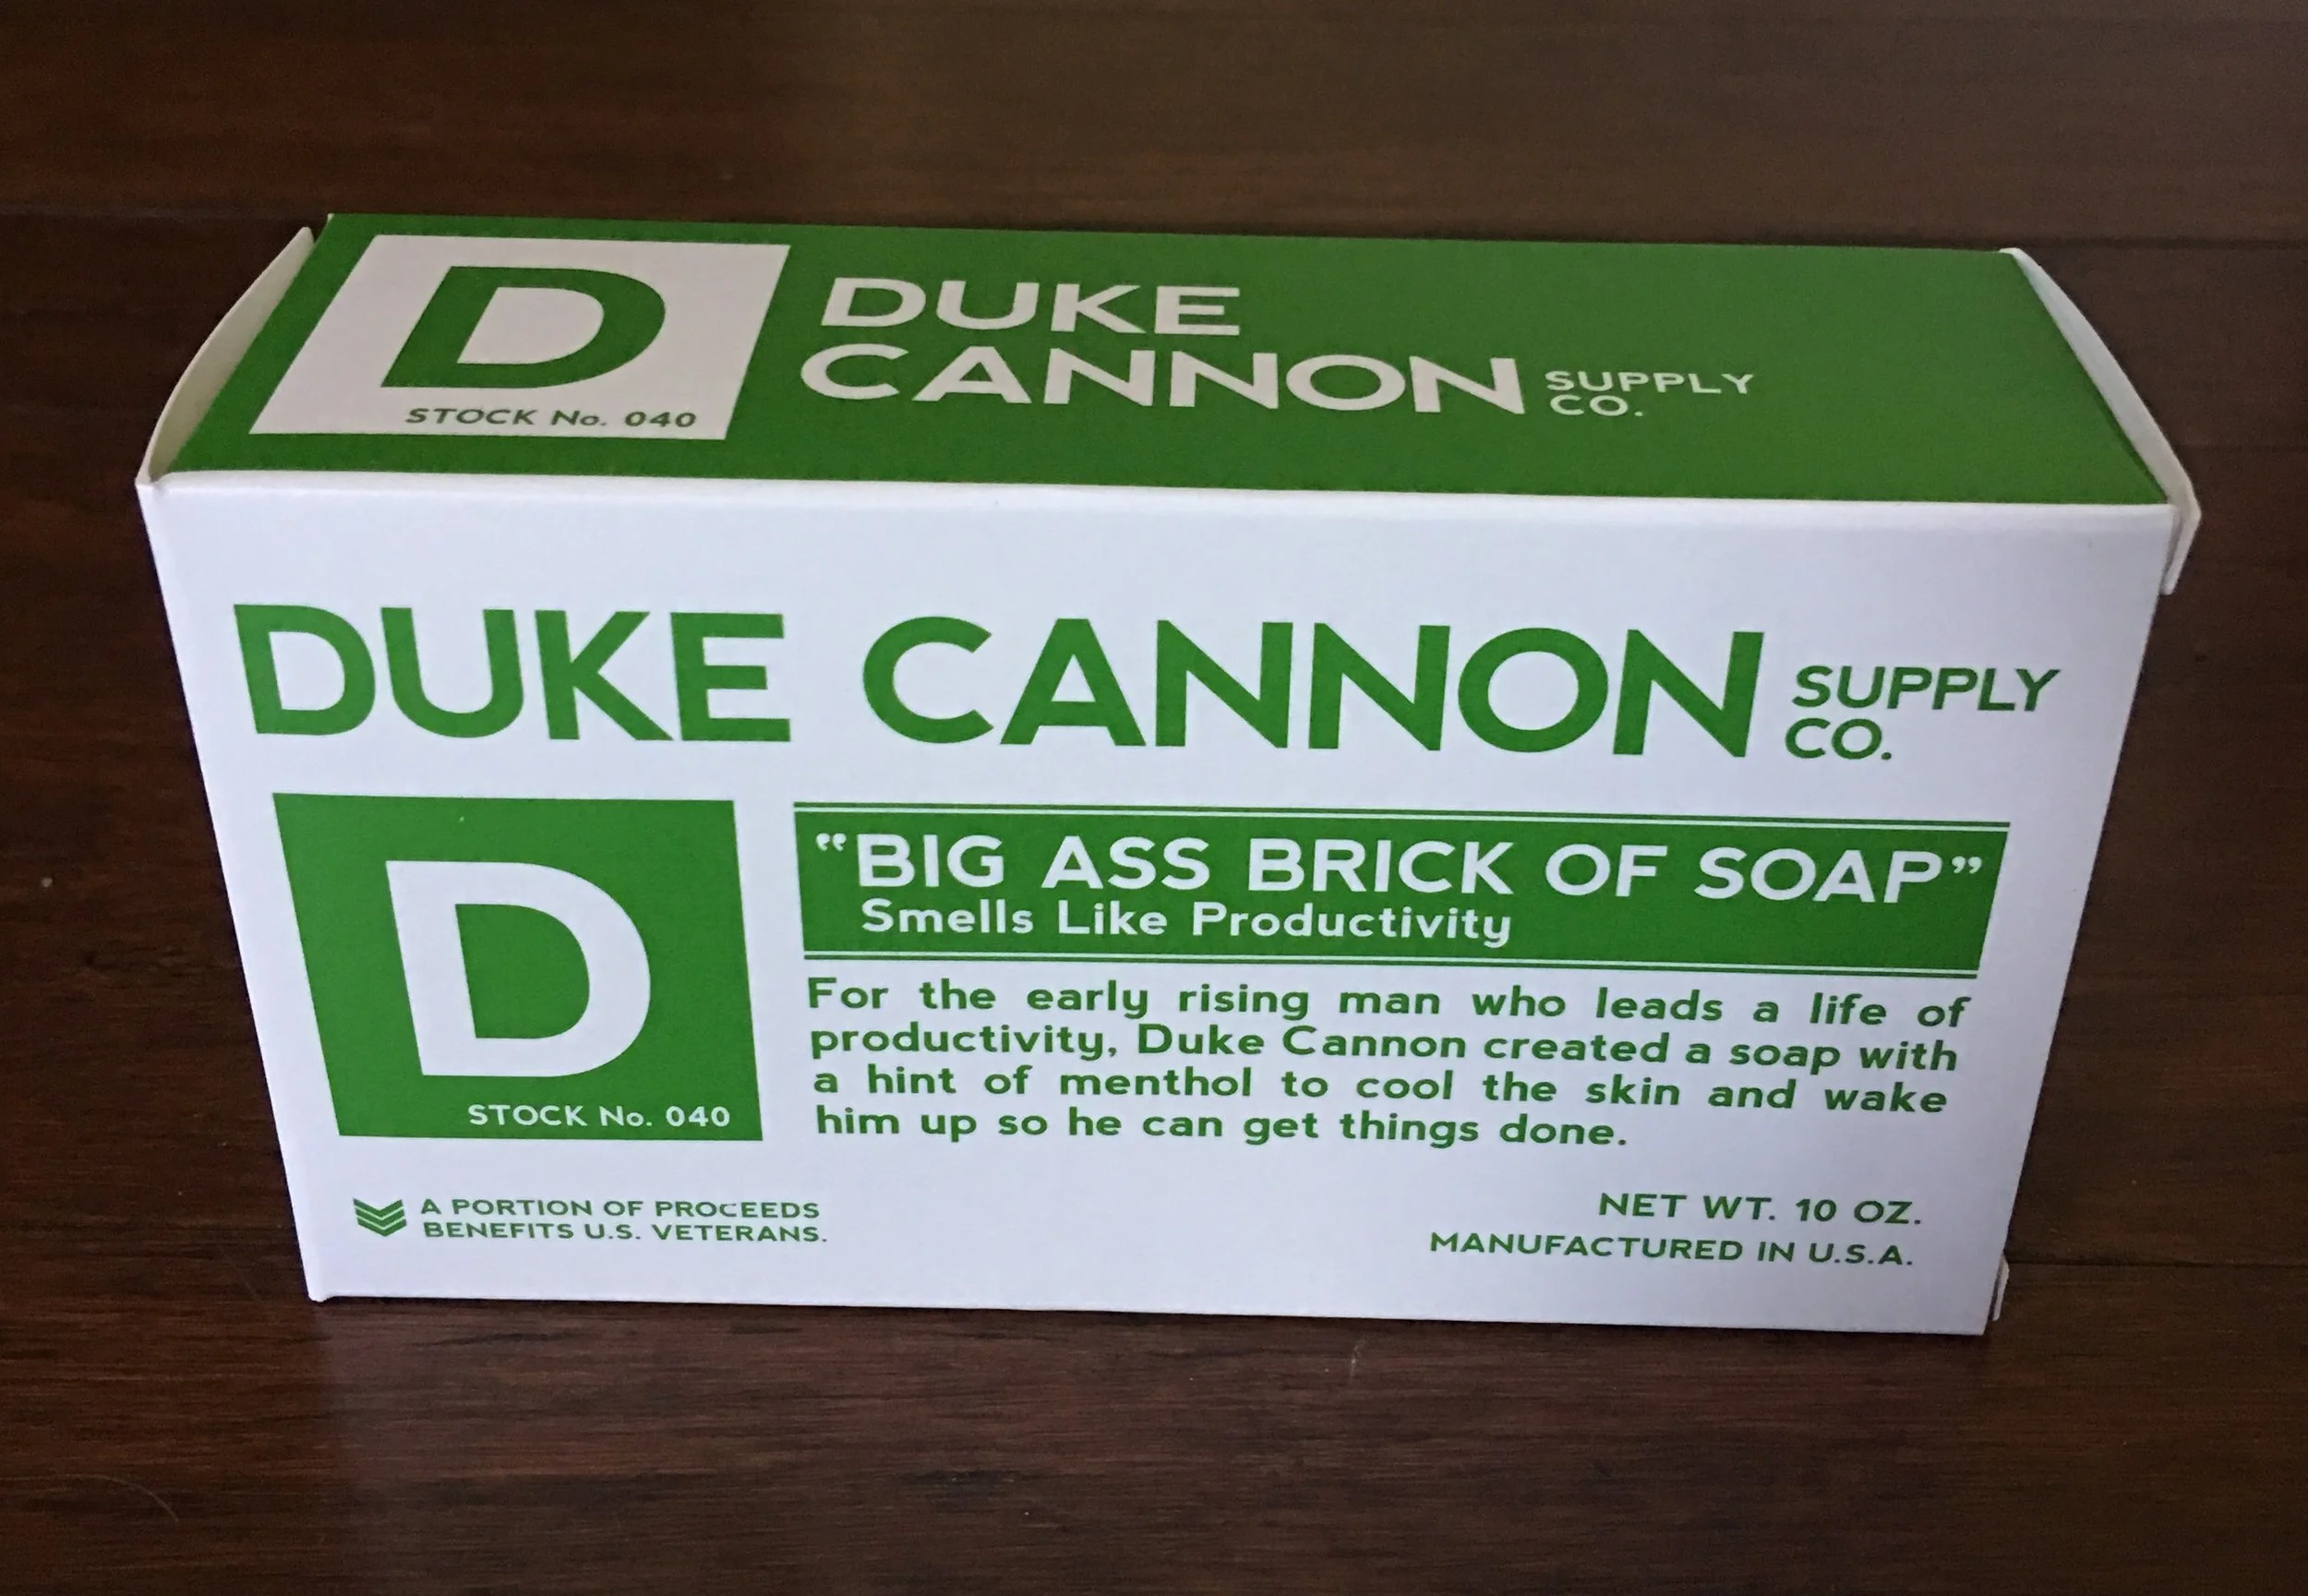 D
STOCK No. 040
DUKE
CANNON SUPPLY
CO.
DUKE CANNON SUPPLY
CO.
D
STOCK No. 040
“BIG ASS BRICK OF SOAP”
Smells Like Productivity
For the early rising man who leads a life of
productivity, Duke Cannon created a soap with
a hint of menthol to cool the skin and wake
him up so he can get things done.
A PORTION OF PROCEEDS
BENEFITS U.S. VETERANS.
NET WT. 10 OZ.
MANUFACTURED IN U.S.A.